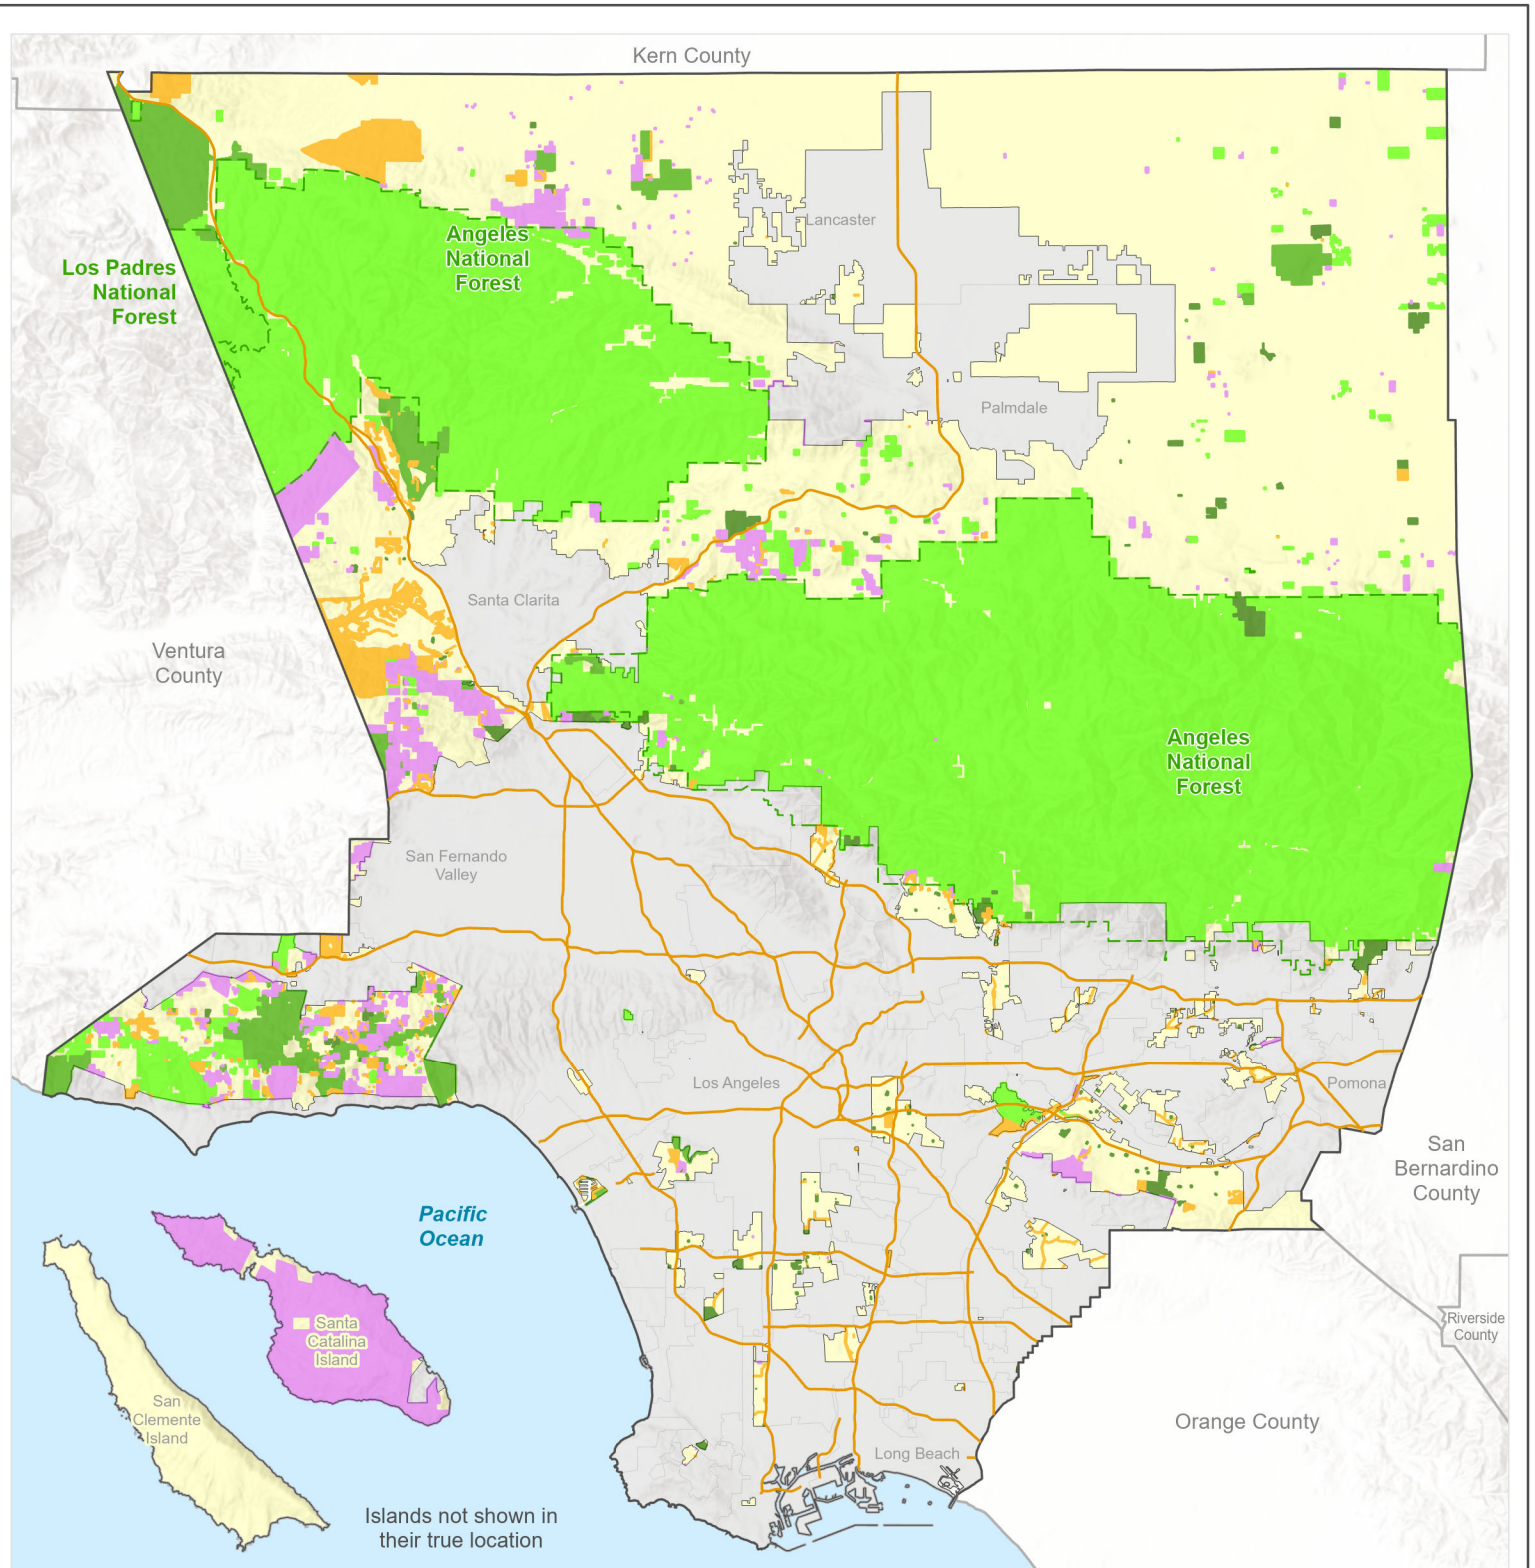 Kern County
Lancaster
Angeles
National
Forest
Los Padres
National
Forest
Palmdale
Santa Clarita
Ventura
County
Angeles
National
Forest
San Fernando
Valley
Los Angeles
Pomona
San
Bernardino
County
Pacific
Ocean
Santa
Catalina
Island
Riverside
County
San
Clemente
Island
Orange County
Long Beach
Islands not shown in
their true location